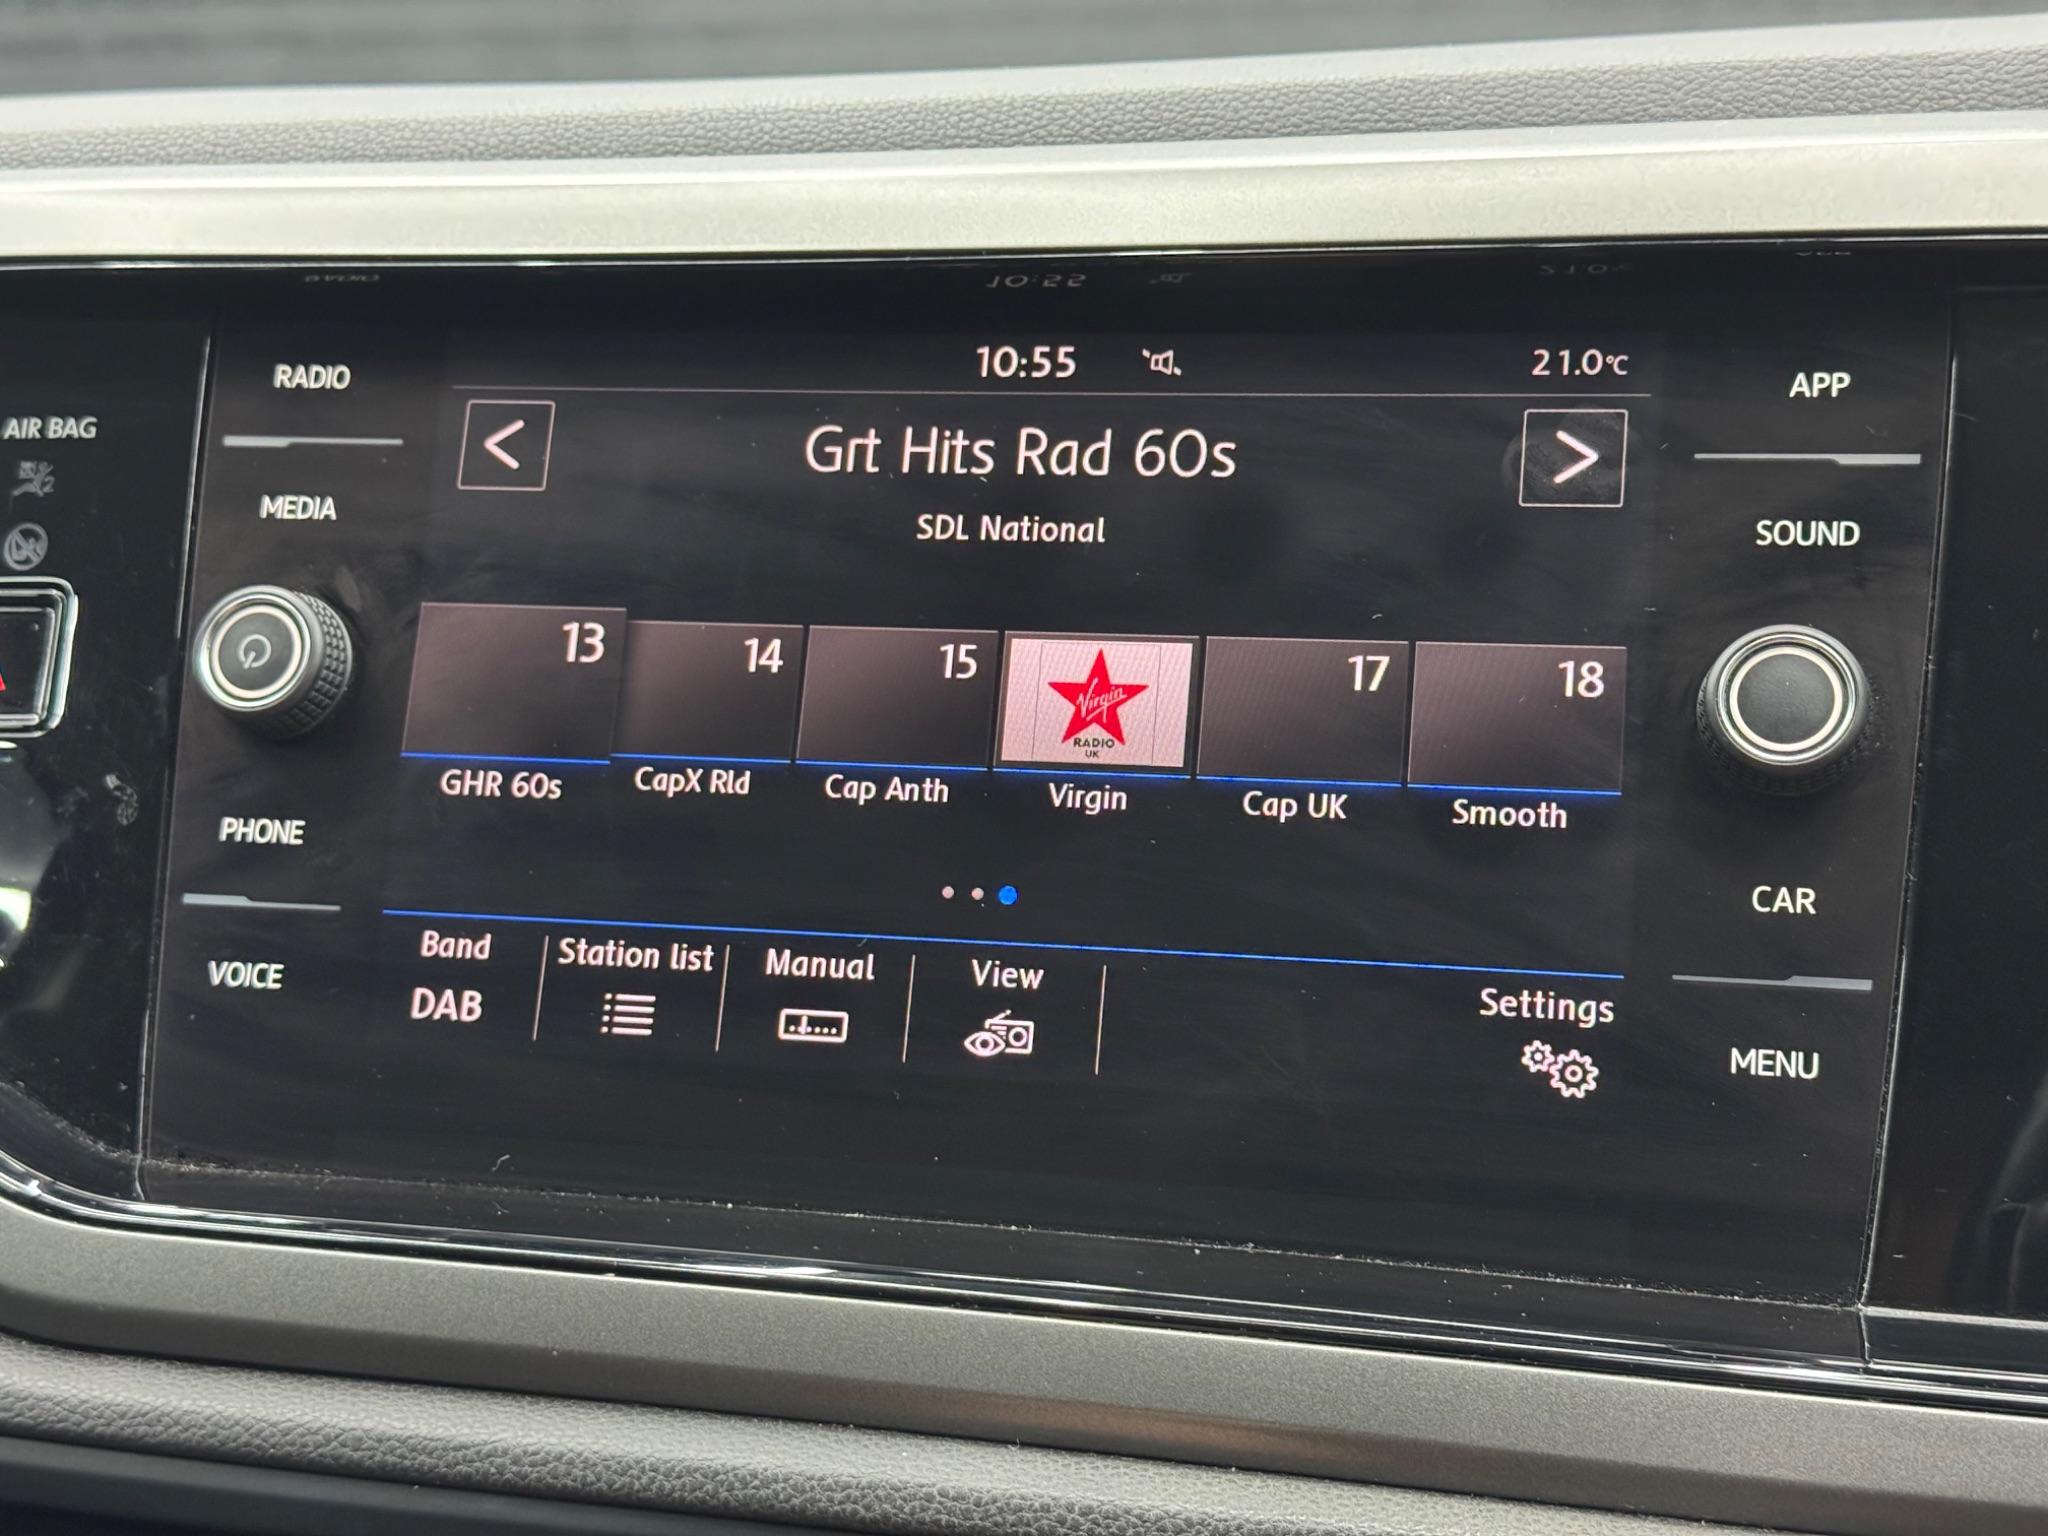 10:55 21.0°C
RADIO
APP
AIR BAG
< Grt Hits Rad 60s >
MEDIA
SDL National
SOUND
13 14 15 17 18
Virgin
RADIO
UK
GHR 60s CapX Rld Cap Anth Virgin Cap UK Smooth
PHONE
CAR
VOICE
Band Station list Manual View Settings
DAB
MENU